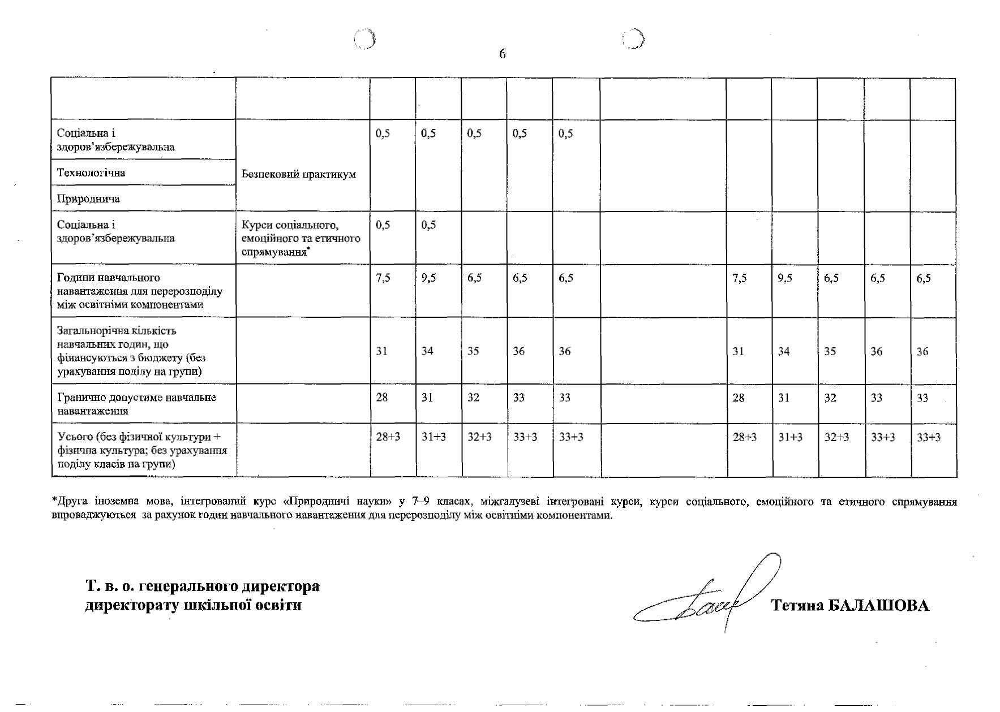 6
Соціальна і
здоров’язбережувальна
0,5 0,5 0,5 0,5 0,5
Технологічна
Безпековий практикум
Природнича
Соціальна і
здоров’язбережувальна
Курси соціального,
емоційного та етичного
спрямування*
0,5 0,5
Години навчального
навантаження для перерозподілу
між освітніми компонентами
7,5 9,5 6,5 6,5 6,5 7,5 9,5 6,5 6,5 6,5
Загальнорічна кількість
навчальних годин, що
фінансуються з бюджету (без
урахування поділу на групи)
31 34 35 36 36 31 34 35 36 36
Гранично допустиме навчальне
навантаження
28 31 32 33 33 28 31 32 33 33
Усього (без фізичної культури +
фізична культура; без урахування
поділу класів на групи)
28+3 31+3 32+3 33+3 33+3 28+3 31+3 32+3 33+3 33+3
*Друга іноземна мова, інтегрований курс «Природничі науки» у 7–9 класах, міжгалузеві інтегровані курси, курси соціального, емоційного та етичного спрямування
впроваджуються за рахунок годин навчального навантаження для перерозподілу між освітніми компонентами.
Т. в. о. генерального директора
директорату шкільної освіти
Тетяна БАЛАШОВА